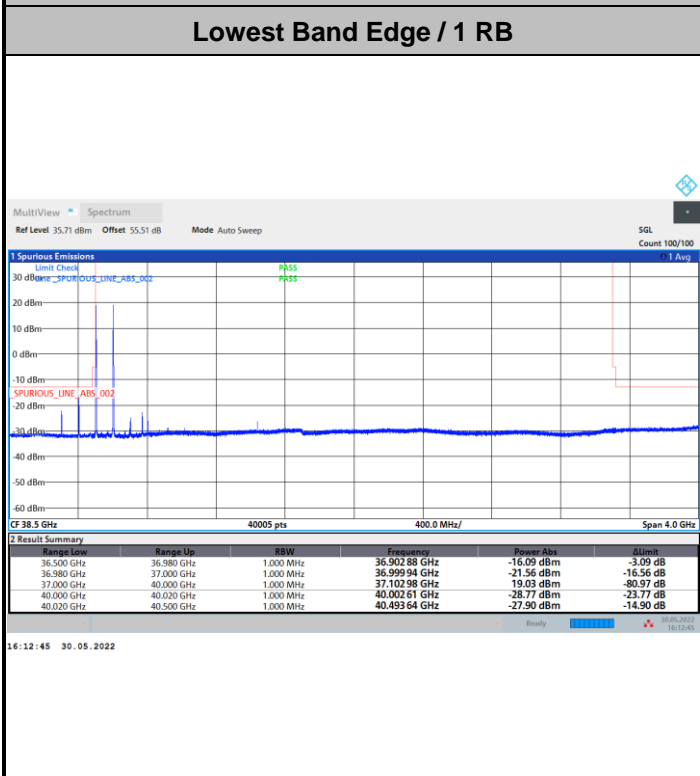 Lowest Band Edge / 1 RB
MultiView Spectrum
Ref Level 35.71 dBm Offset 55.51 dB Mode Auto Sweep SGL
Count 100/100
1 Spurious Emissions 1 Avg
Limit Check PASS
30 dBm Line _SPURIOUS_LINE_ABS_002 PASS
20 dBm
10 dBm
0 dBm
-10 dBm
_SPURIOUS_LINE_ABS_002
-20 dBm
-30 dBm
-40 dBm
-50 dBm
-60 dBm
CF 38.5 GHz 40005 pts 400.0 MHz/ Span 4.0 GHz
2 Result Summary
Range Low Range Up RBW Frequency Power Abs ΔLimit
36.500 GHz 36.980 GHz 1.000 MHz 36.902 88 GHz -16.09 dBm -3.09 dB
36.980 GHz 37.000 GHz 1.000 MHz 36.999 94 GHz -21.56 dBm -16.56 dB
37.000 GHz 40.000 GHz 1.000 MHz 37.102 98 GHz 19.03 dBm -80.97 dB
40.000 GHz 40.020 GHz 1.000 MHz 40.002 61 GHz -28.77 dBm -23.77 dB
40.020 GHz 40.500 GHz 1.000 MHz 40.493 64 GHz -27.90 dBm -14.90 dB
Ready 30.05.2022
16:12:45
16:12:45 30.05.2022